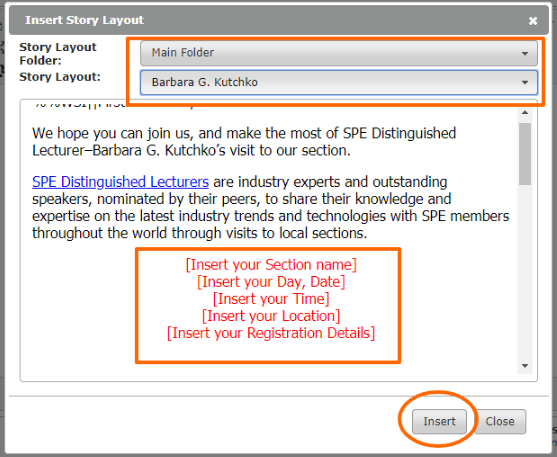 Insert Story Layout
Story Layout Folder:
Main Folder
Story Layout:
Barbara G. Kutchko
We hope you can join us, and make the most of SPE Distinguished
Lecturer–Barbara G. Kutchko's visit to our section.
SPE Distinguished Lecturers are industry experts and outstanding
speakers, nominated by their peers, to share their knowledge and
expertise on the latest industry trends and technologies with SPE members
throughout the world through visits to local sections.
[Insert your Section name]
[Insert your Day, Date]
[Insert your Time]
[Insert your Location]
[Insert your Registration Details]
Insert
Close